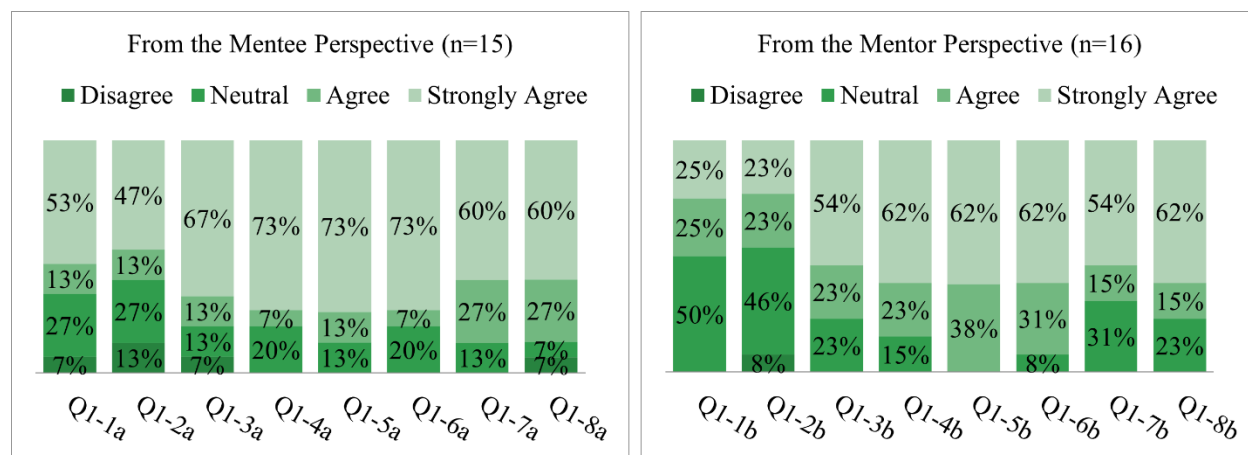 From the Mentee Perspective (n=15)
Disagree Neutral Agree Strongly Agree
53% 47% 67% 73% 73% 73% 60% 60%
13% 13% 13% 7% 13% 7% 27% 27%
27% 27% 13% 20% 13% 20% 13% 7%
7% 13% 7% 7%
Q1-1a Q1-2a Q1-3a Q1-4a Q1-5a Q1-6a Q1-7a Q1-8a
From the Mentor Perspective (n=16)
Disagree Neutral Agree Strongly Agree
25% 23% 54% 62% 62% 62% 54% 62%
25% 23% 23% 23% 38% 31% 15% 15%
50% 46% 23% 15% 8% 31% 23%
8%
Q1-1b Q1-2b Q1-3b Q1-4b Q1-5b Q1-6b Q1-7b Q1-8b